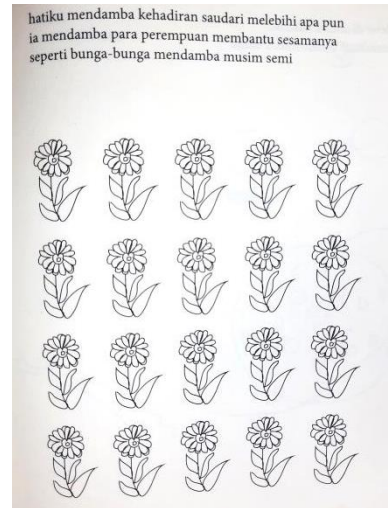 hatiku mendamba kehadiran saudari melebihi apa pun
ia mendamba para perempuan membantu sesamanya
seperti bunga-bunga mendamba musim semi